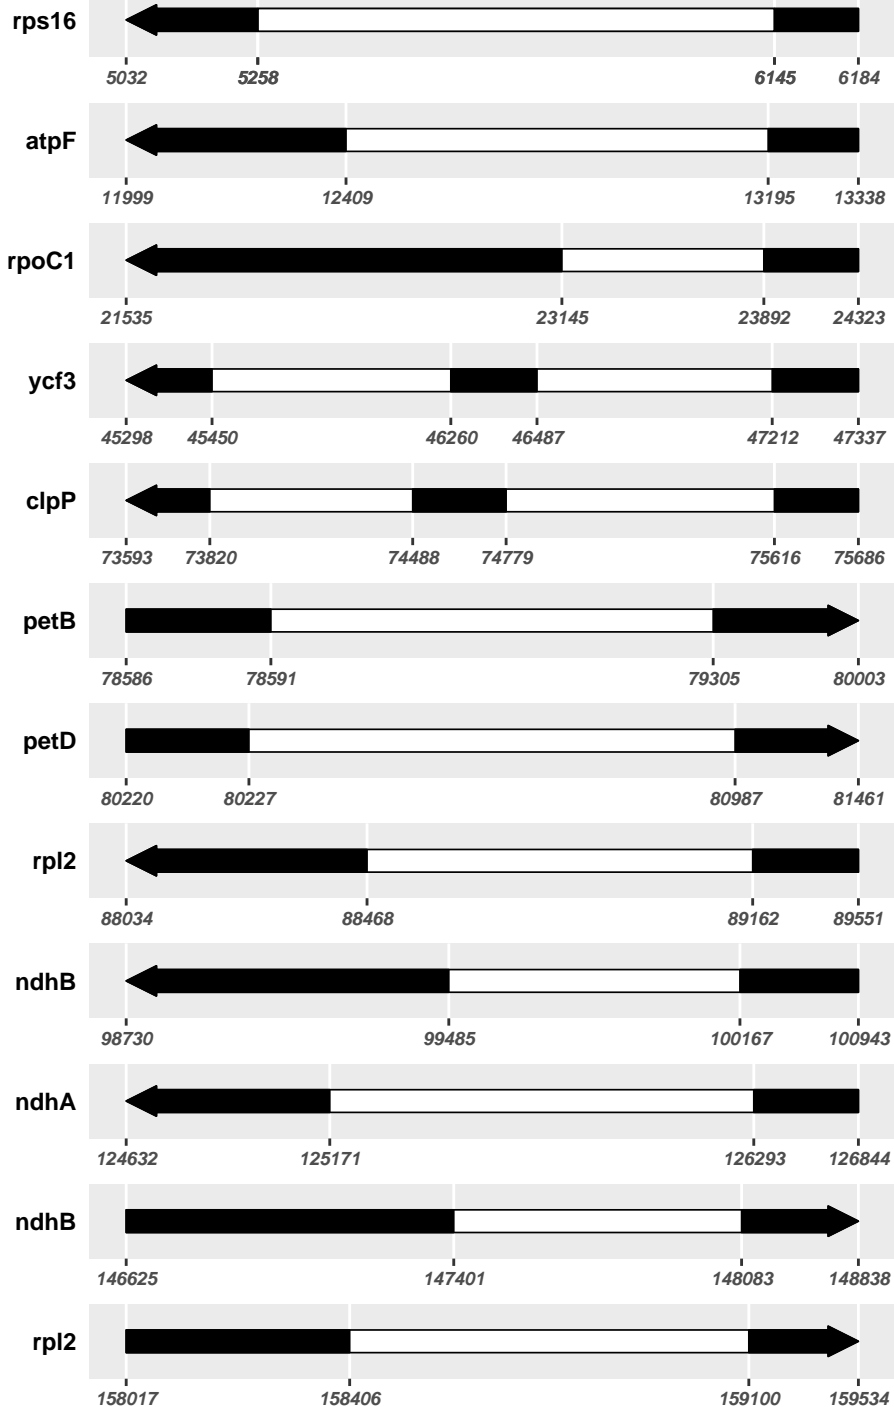 rps16
5032 5258 6145 6184
atpF
11999 12409 13195 13338
rpoC1
21535 23145 23892 24323
ycf3
45298 45450 46260 46487 47212 47337
clpP
73593 73820 74488 74779 75616 75686
petB
78586 78591 79305 80003
petD
80220 80227 80987 81461
rpl2
88034 88468 89162 89551
ndhB
98730 99485 100167 100943
ndhA
124632 125171 126293 126844
ndhB
146625 147401 148083 148838
rpl2
158017 158406 159100 159534